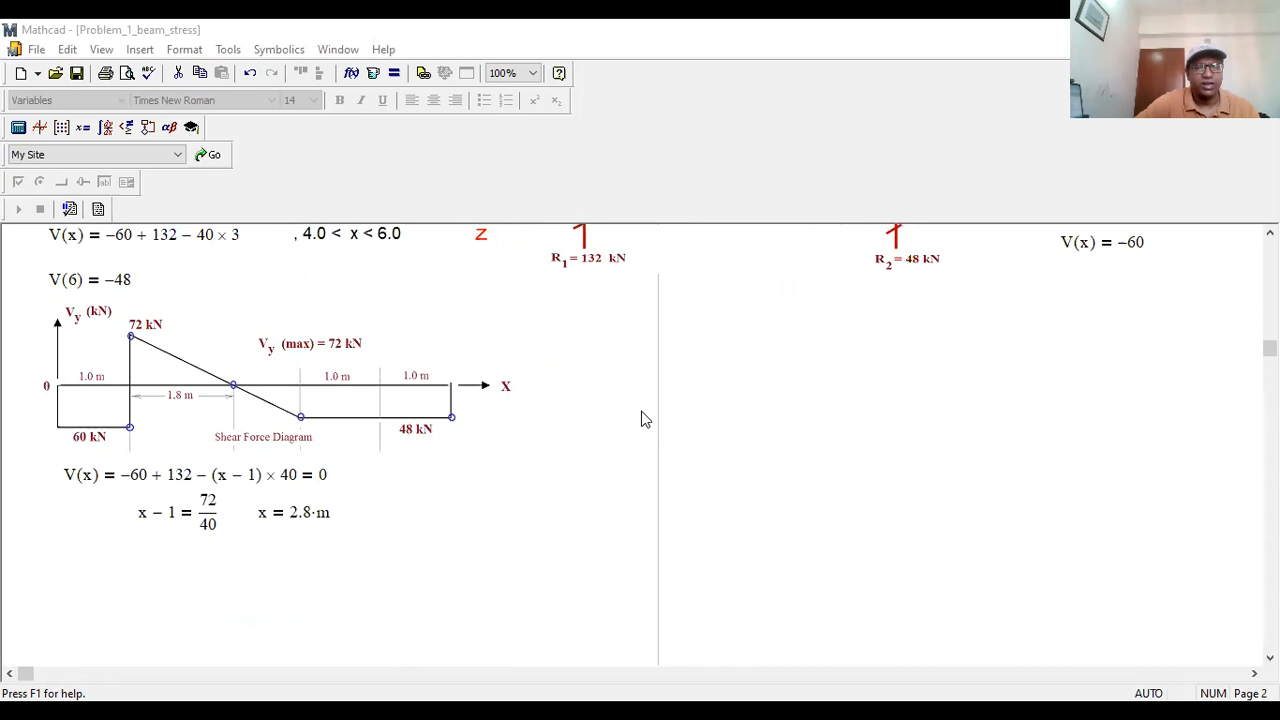 Mathcad - [Problem_1_beam_stress]
File Edit View Insert Format Tools Symbolics Window Help
100%
Variables Times New Roman 14 B I U
My Site Go
V(x) = −60 + 132 − 40 × 3 , 4.0 < x < 6.0 z
R1 = 132 kN
R2 = 48 kN
V(x) = −60
V(6) = −48
Vy (kN)
72 kN
Vy (max) = 72 kN
1.0 m 1.0 m 1.0 m
0 X
1.8 m
60 kN Shear Force Diagram 48 kN
V(x) = −60 + 132 − (x − 1) × 40 = 0
x − 1 = 72/40 x = 2.8·m
Press F1 for help. AUTO NUM Page 2